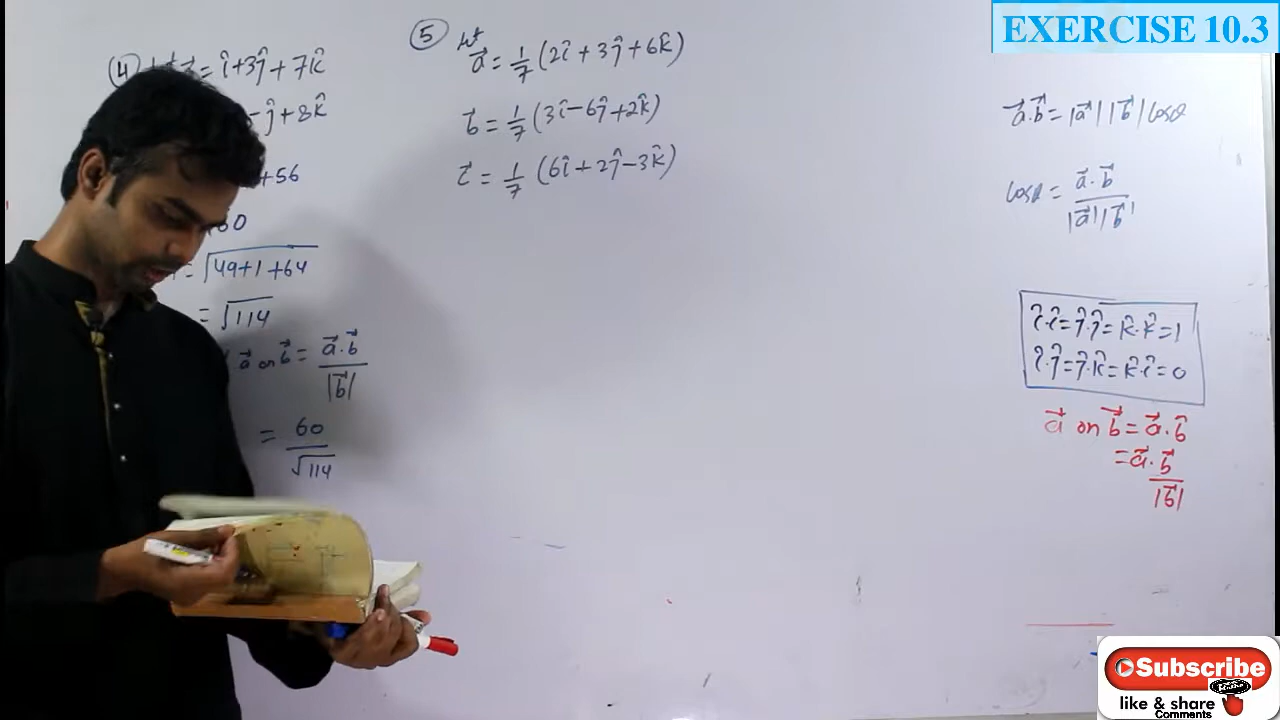 EXERCISE 10.3
④ = î+3ĵ+7k̂
-ĵ+8k̂
+56
60
= √49+1+64
= √114
a⃗ on b⃗ = a⃗.b⃗ / |b⃗|
= 60 / √114
⑤ let
a⃗ = 1/7 (2î+3ĵ+6k̂)
b⃗ = 1/7 (3î-6ĵ+2k̂)
c⃗ = 1/7 (6î+2ĵ-3k̂)
a⃗.b⃗ = |a⃗| |b⃗| cosθ
cosθ = a⃗.b⃗ / |a⃗||b⃗|
î.î=ĵ.ĵ=k̂.k̂=1
î.ĵ=ĵ.k̂=k̂.î=0
a⃗ on b⃗ = a⃗.b̂
= a⃗.b⃗ / |b⃗|
Subscribe
like & share
Comments